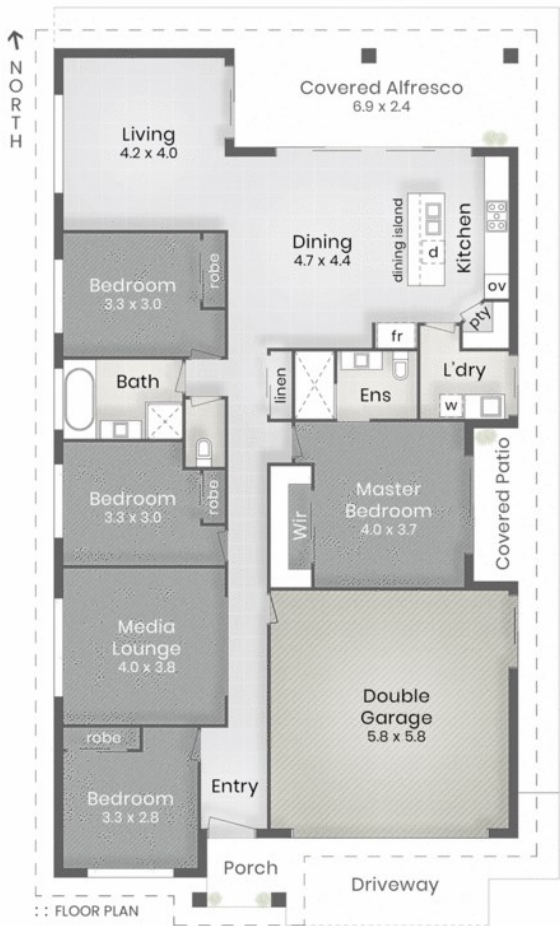 NORTH
Covered Alfresco
6.9 x 2.4
Living
4.2 x 4.0
Dining
4.7 x 4.4
dining island
d
Kitchen
ov
pty
Bedroom
3.3 x 3.0
robe
fr
Bath
linen
Ens
L'dry
w
Bedroom
3.3 x 3.0
robe
Wir
Master
Bedroom
4.0 x 3.7
Covered Patio
Media
Lounge
4.0 x 3.8
Double
Garage
5.8 x 5.8
robe
Bedroom
3.3 x 2.8
Entry
Porch
Driveway
:: FLOOR PLAN